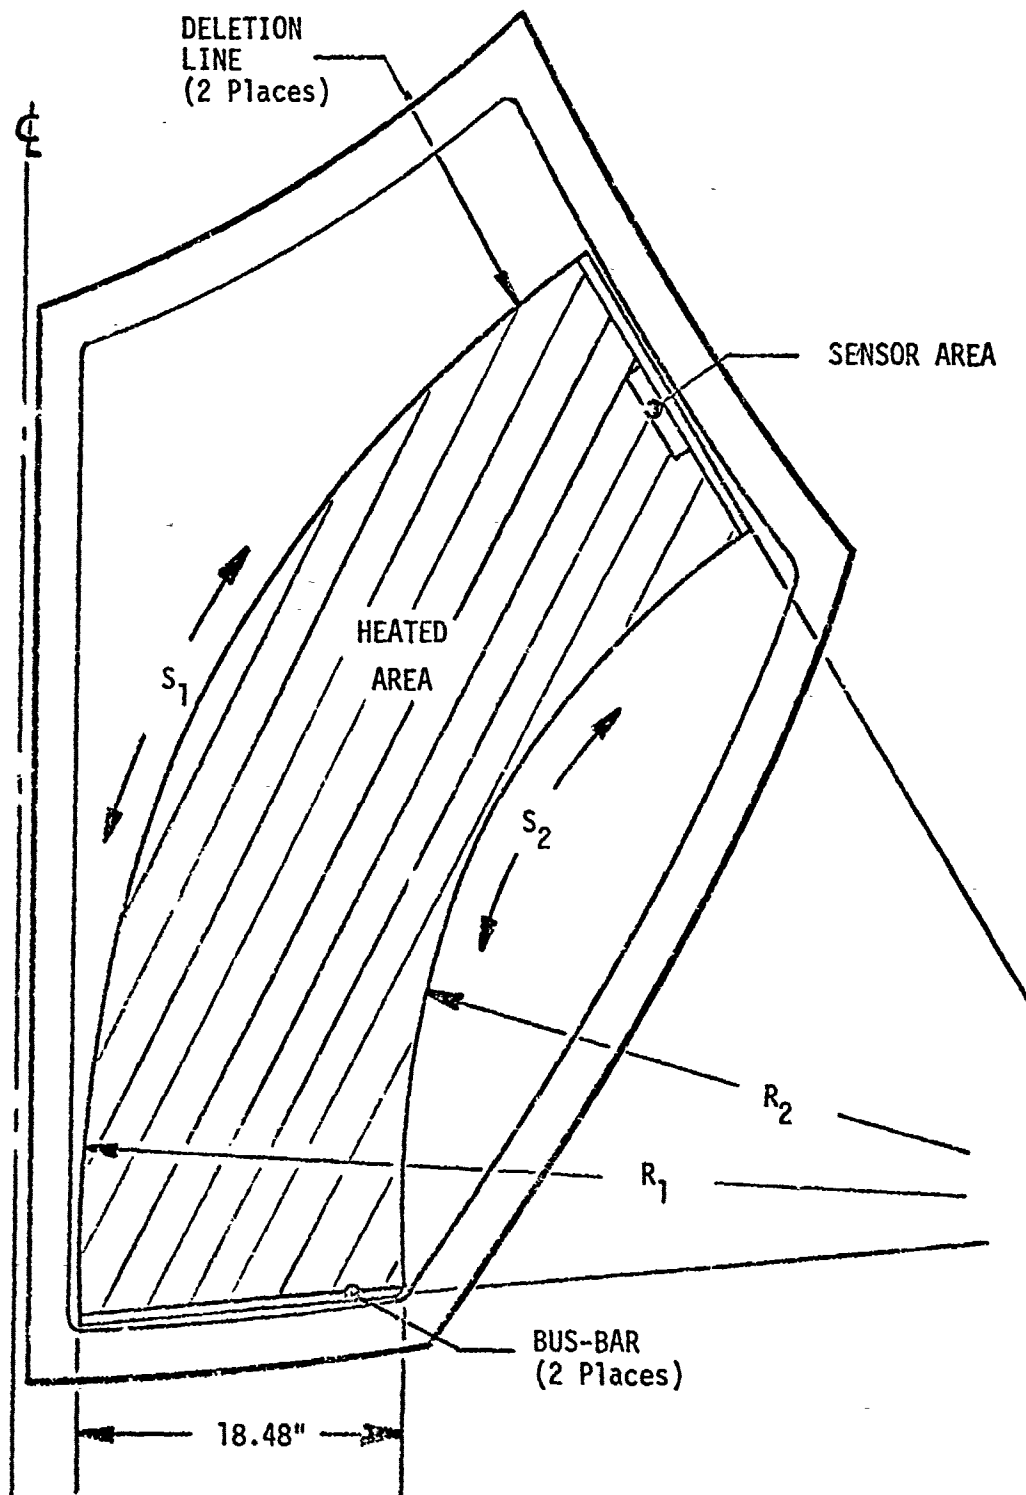 DELETION
LINE
(2 Places)
℄
SENSOR AREA
HEATED
AREA
S1
S2
R2
R1
BUS-BAR
(2 Places)
18.48"